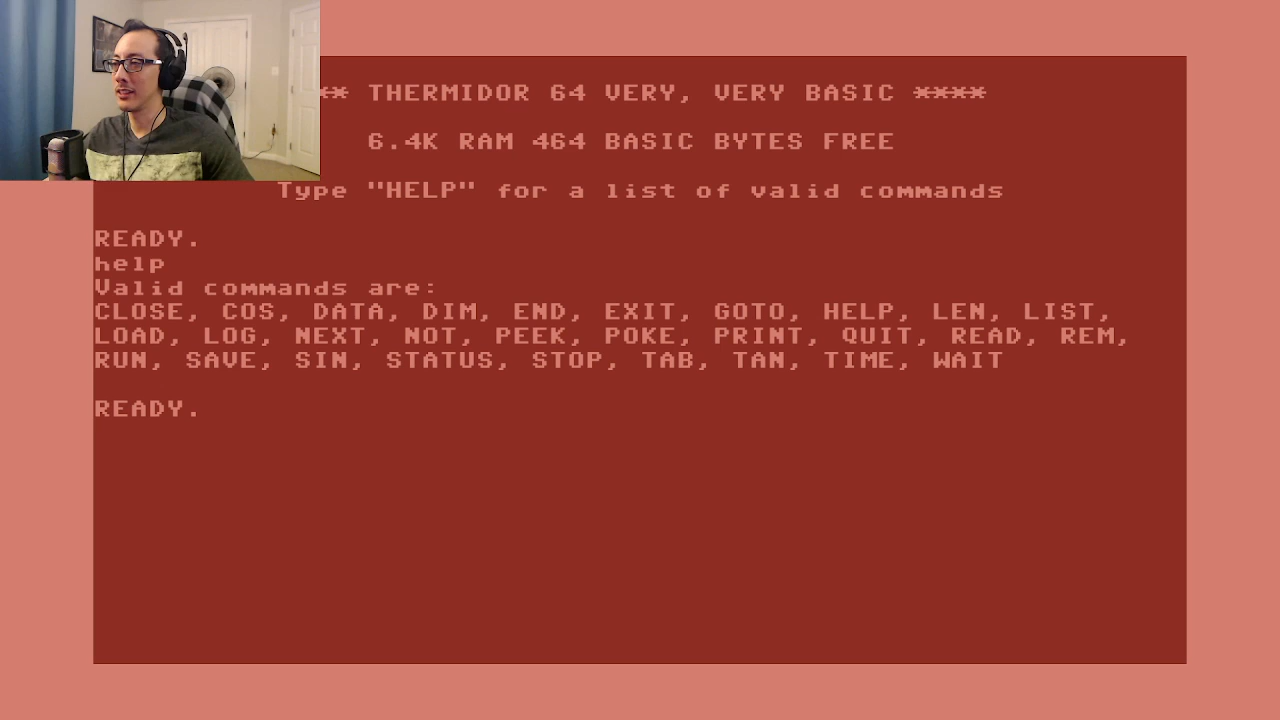 ** THERMIDOR 64 VERY, VERY BASIC ****
6.4K RAM 464 BASIC BYTES FREE
Type "HELP" for a list of valid commands
READY.
help
Valid commands are:
CLOSE, COS, DATA, DIM, END, EXIT, GOTO, HELP, LEN, LIST,
LOAD, LOG, NEXT, NOT, PEEK, POKE, PRINT, QUIT, READ, REM,
RUN, SAVE, SIN, STATUS, STOP, TAB, TAN, TIME, WAIT
READY.